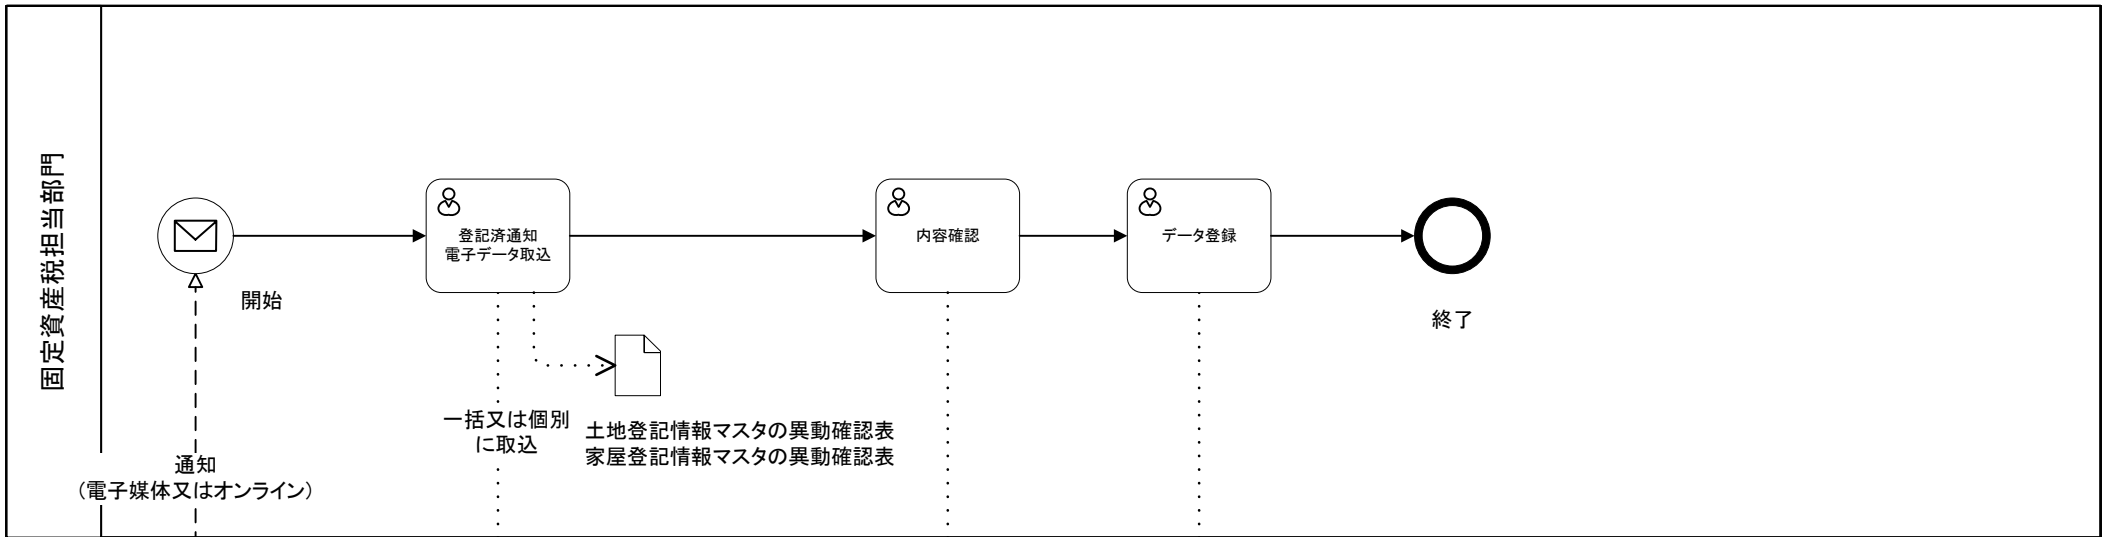 固定資産税担当部門
開始
登記済通知
電子データ取込
内容確認
データ登録
終了
一括又は個別
に取込
土地登記情報マスタの異動確認表
家屋登記情報マスタの異動確認表
通知
（電子媒体又はオンライン）